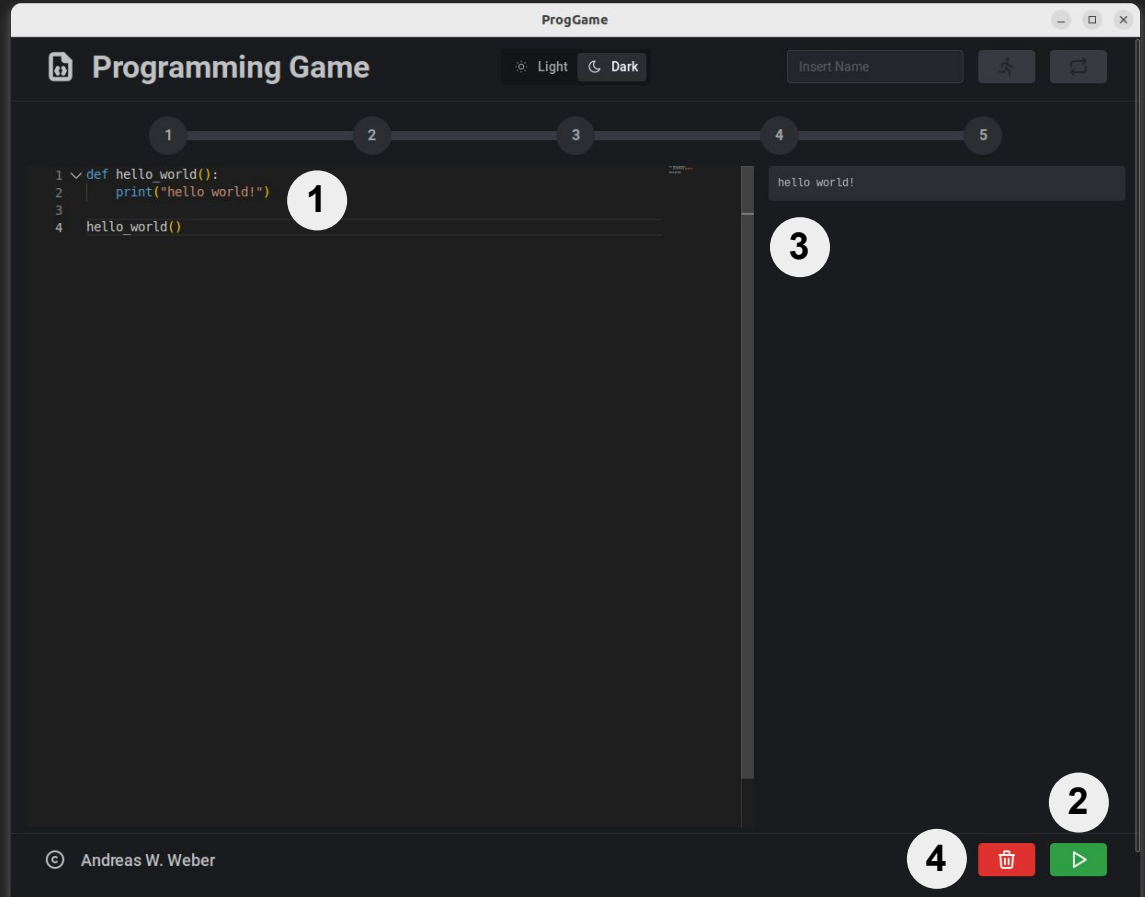 ProgGame
Programming Game
Light Dark
Insert Name
1 2 3 4 5
1 def hello_world():
2     print("hello world!")
3
4 hello_world()
1
hello world!
3
2
4
© Andreas W. Weber